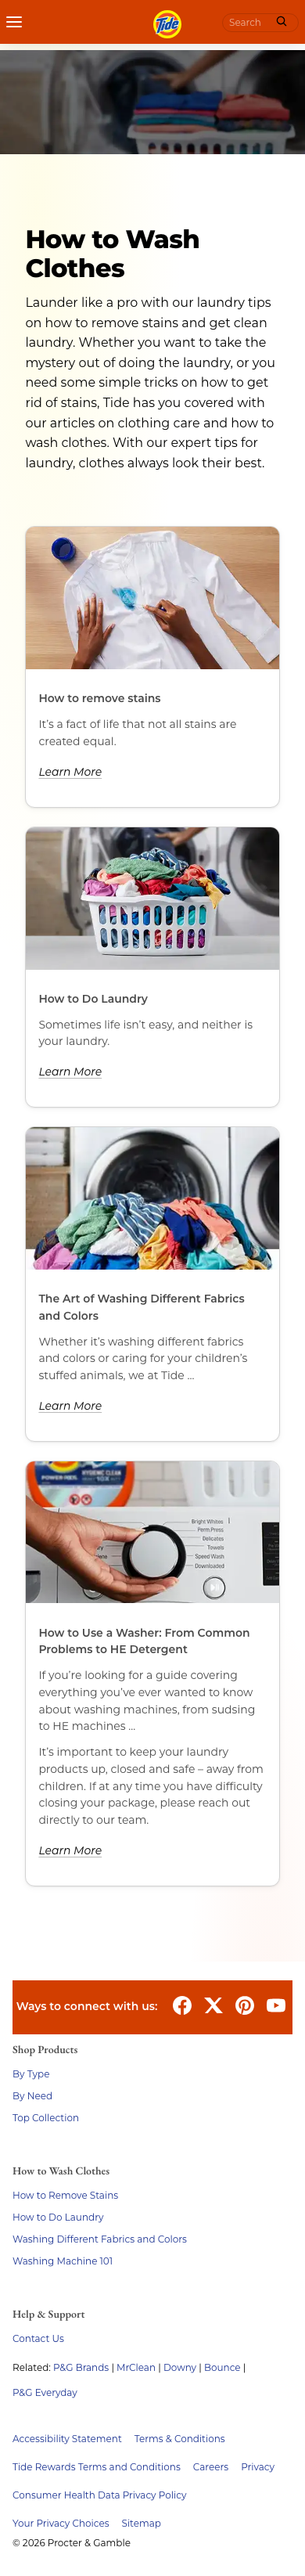 Tide
Search
How to Wash
Clothes
Launder like a pro with our laundry tips
on how to remove stains and get clean
laundry. Whether you want to take the
mystery out of doing the laundry, or you
need some simple tricks on how to get
rid of stains, Tide has you covered with
our articles on clothing care and how to
wash clothes. With our expert tips for
laundry, clothes always look their best.
How to remove stains
It’s a fact of life that not all stains are
created equal.
Learn More
How to Do Laundry
Sometimes life isn’t easy, and neither is
your laundry.
Learn More
The Art of Washing Different Fabrics
and Colors
Whether it’s washing different fabrics
and colors or caring for your children’s
stuffed animals, we at Tide ...
Learn More
POWER PODS
HYGIENE CLEAN
Bright Whites
Perm Press
Delicates
Towels
Speed Wash
Downloaded
How to Use a Washer: From Common
Problems to HE Detergent
If you’re looking for a guide covering
everything you’ve ever wanted to know
about washing machines, from sudsing
to HE machines ...
It’s important to keep your laundry
products up, closed and safe – away from
children. If at any time you have difficulty
closing your package, please reach out
directly to our team.
Learn More
Ways to connect with us:
Shop Products
By Type
By Need
Top Collection
How to Wash Clothes
How to Remove Stains
How to Do Laundry
Washing Different Fabrics and Colors
Washing Machine 101
Help & Support
Contact Us
Related: P&G Brands | MrClean | Downy | Bounce |
P&G Everyday
Accessibility Statement Terms & Conditions
Tide Rewards Terms and Conditions Careers Privacy
Consumer Health Data Privacy Policy
Your Privacy Choices Sitemap
© 2026 Procter & Gamble